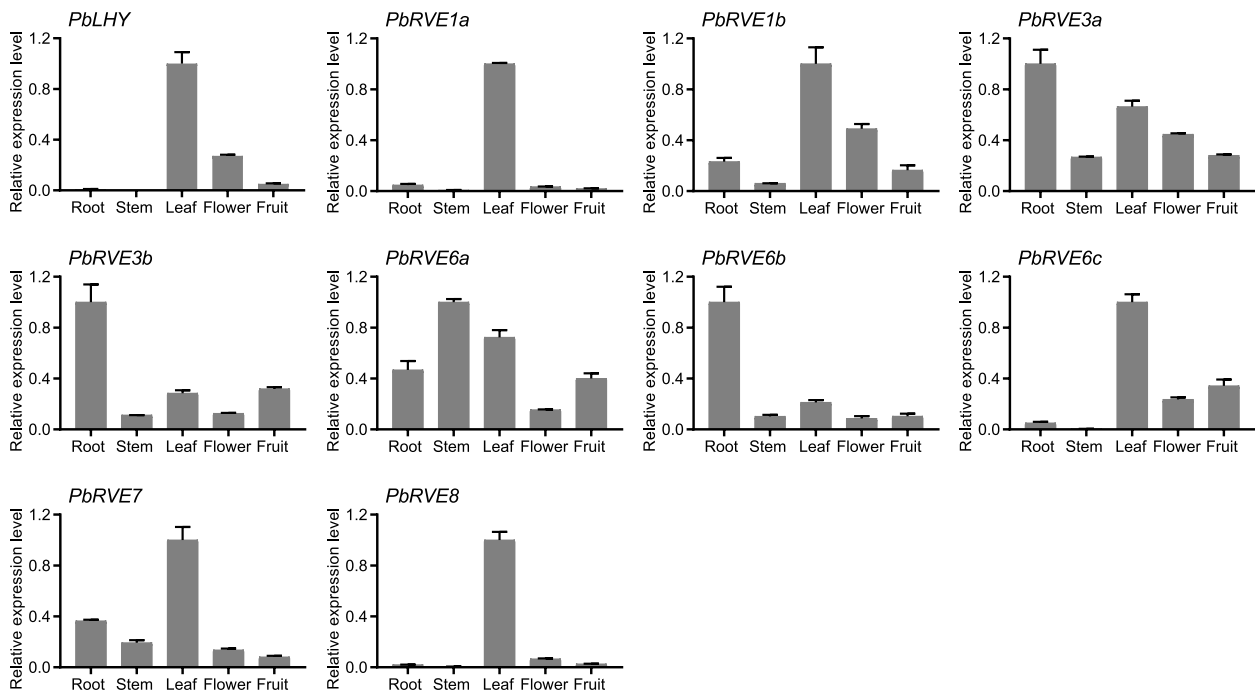 PbLHY
Relative expression level
1.2
0.8
0.4
0.0
Root Stem Leaf Flower Fruit
PbRVE1a
Relative expression level
1.2
0.8
0.4
0.0
Root Stem Leaf Flower Fruit
PbRVE1b
Relative expression level
1.2
0.8
0.4
0.0
Root Stem Leaf Flower Fruit
PbRVE3a
Relative expression level
1.2
0.8
0.4
0.0
Root Stem Leaf Flower Fruit
PbRVE3b
Relative expression level
1.2
0.8
0.4
0.0
Root Stem Leaf Flower Fruit
PbRVE6a
Relative expression level
1.2
0.8
0.4
0.0
Root Stem Leaf Flower Fruit
PbRVE6b
Relative expression level
1.2
0.8
0.4
0.0
Root Stem Leaf Flower Fruit
PbRVE6c
Relative expression level
1.2
0.8
0.4
0.0
Root Stem Leaf Flower Fruit
PbRVE7
Relative expression level
1.2
0.8
0.4
0.0
Root Stem Leaf Flower Fruit
PbRVE8
Relative expression level
1.2
0.8
0.4
0.0
Root Stem Leaf Flower Fruit